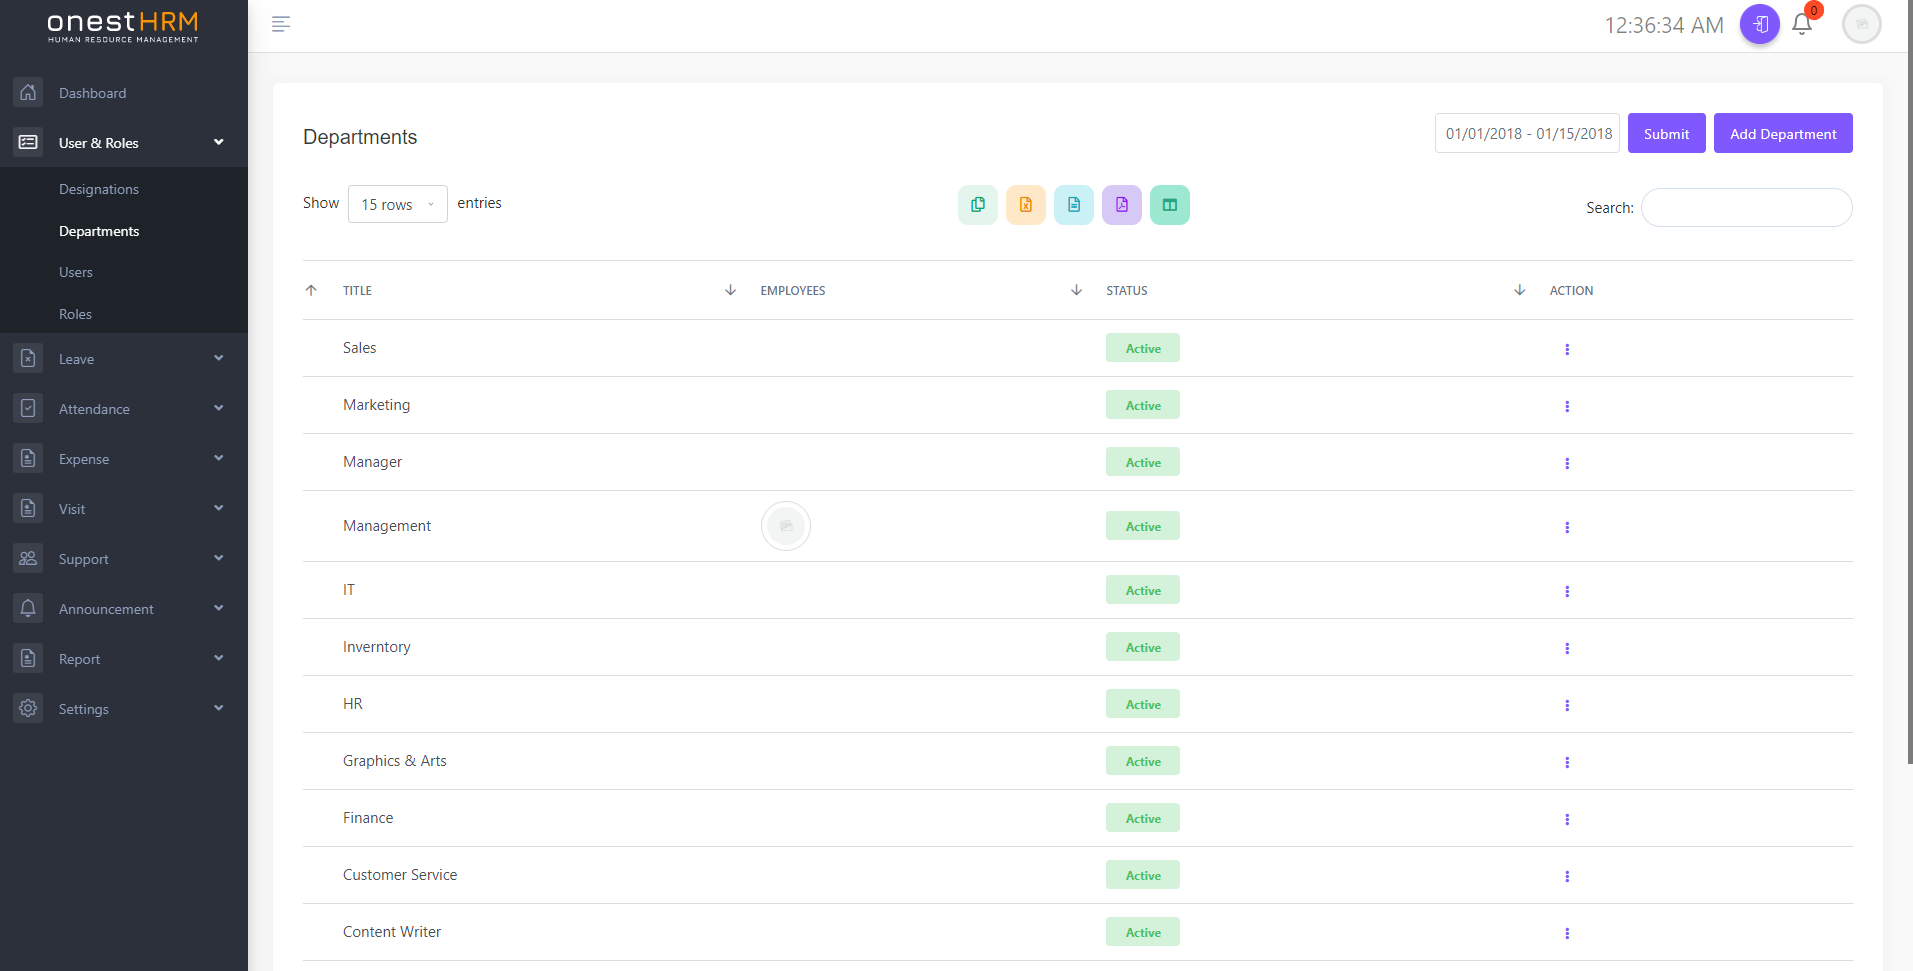 onestHRM
HUMAN RESOURCE MANAGEMENT
12:36:34 AM
0
Dashboard
User & Roles
Designations
Departments
Users
Roles
Leave
Attendance
Expense
Visit
Support
Announcement
Report
Settings
Departments
01/01/2018 - 01/15/2018
Submit
Add Department
Show 15 rows entries
Search:
TITLE EMPLOYEES STATUS ACTION
Sales Active
Marketing Active
Manager Active
Management Active
IT Active
Inverntory Active
HR Active
Graphics & Arts Active
Finance Active
Customer Service Active
Content Writer Active